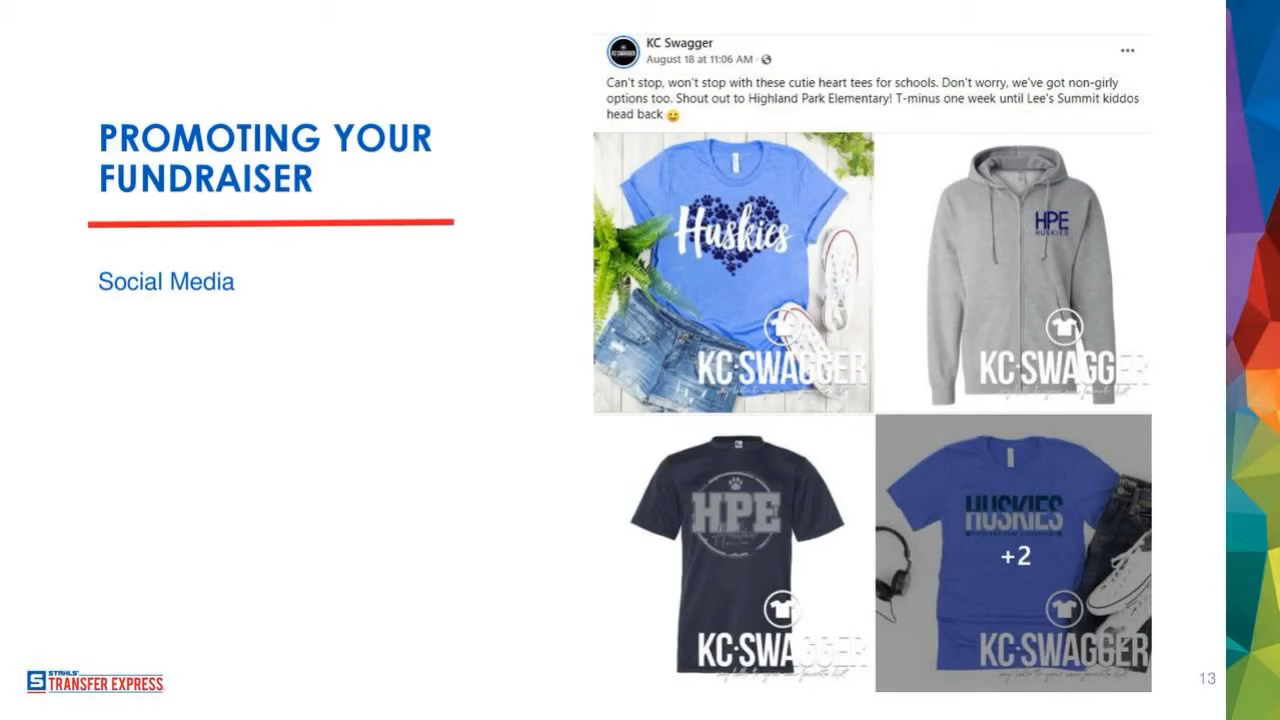 PROMOTING YOUR
FUNDRAISER
Social Media
KC Swagger
August 18 at 11:06 AM ·
Can't stop, won't stop with these cutie heart tees for schools. Don't worry, we've got non-girly
options too. Shout out to Highland Park Elementary! T-minus one week until Lee's Summit kiddos
head back
Huskies
KC·SWAGGER
HPE
HUSKIES
KC·SWAGGER
HPE
Huskies
KC·SWAGGER
HUSKIES
+2
KC·SWAGGER
STAHLS'
TRANSFER EXPRESS
13